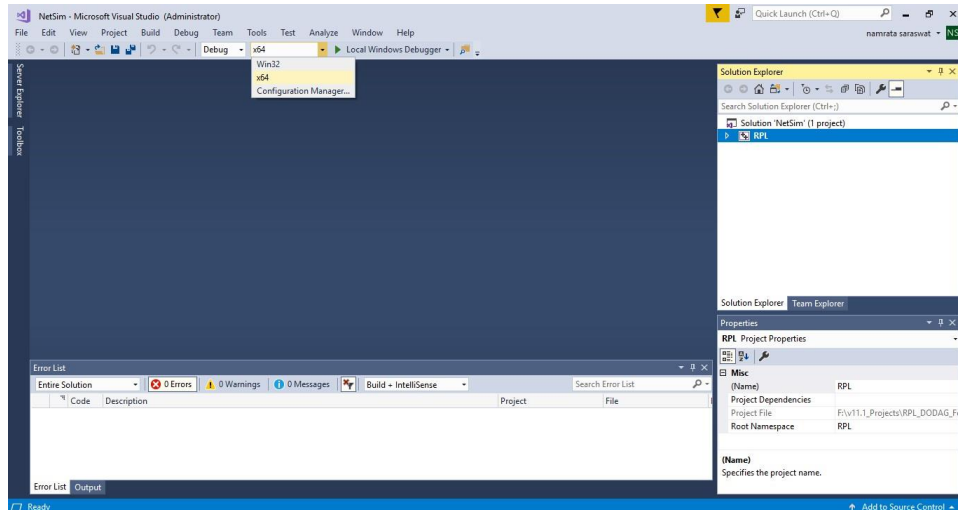 NetSim - Microsoft Visual Studio (Administrator)
Quick Launch (Ctrl+Q)
File Edit View Project Build Debug Team Tools Test Analyze Window Help
namrata saraswat NS
Debug x64 Local Windows Debugger
Win32
x64
Configuration Manager...
Server Explorer
Toolbox
Solution Explorer
Search Solution Explorer (Ctrl+;)
Solution 'NetSim' (1 project)
RPL
Solution Explorer Team Explorer
Properties
RPL Project Properties
Misc
(Name) RPL
Project Dependencies
Project File F:\v11.1_Projects\RPL_DODAG_F
Root Namespace RPL
(Name)
Specifies the project name.
Error List
Entire Solution 0 Errors 0 Warnings 0 Messages Build + IntelliSense Search Error List
Code Description Project File
Error List Output
Ready Add to Source Control